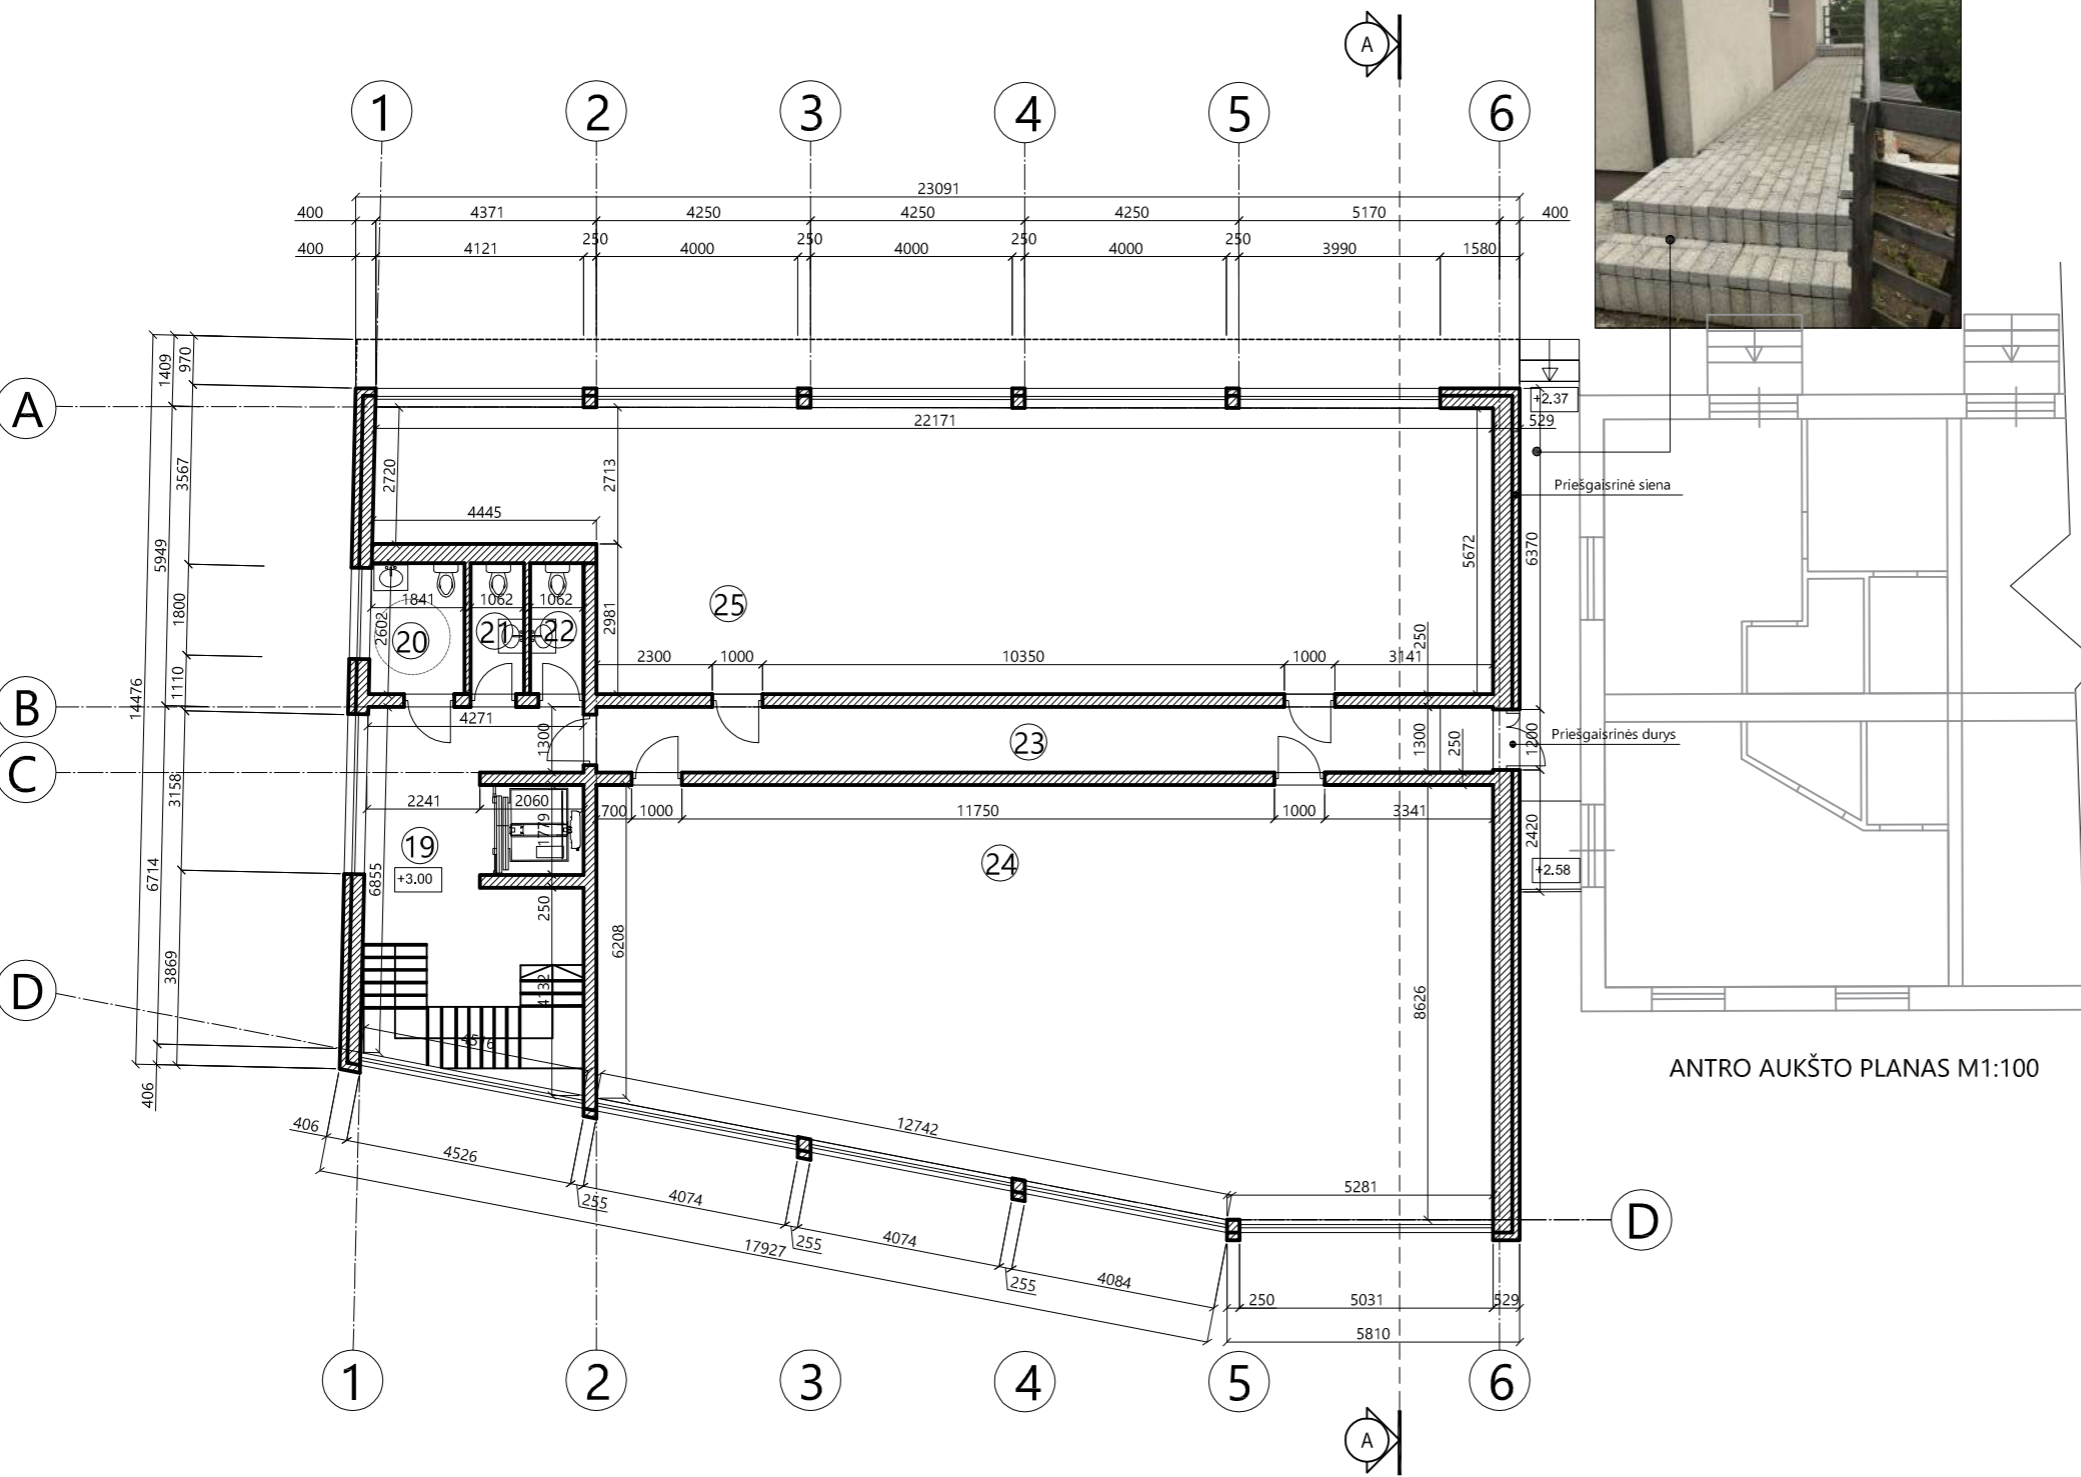 A
1 2 3 4 5 6
23091
400 4371 4250 4250 4250 5170 400
400 4121 250 4000 250 4000 250 4000 250 3990 1580
970
1409
A
+2.37
22171 529
3567
2720
2713
Priešgaisrinė siena
4445
5949
5672
6370
1841 1062 1062
25
1800
2602
2981
20 21 22
250
2300 1000 10350 1000 3141
1110
14476
B
4271
1300
23
1300
250
1200
Priešgaisrinės durys
C
3158
2241 2060
1779
700 1000 11750 1000 3341
2420
19
24
+3.00
+2.58
6714
6855
250
6208
3869
D
4132
8626
4576
ANTRO AUKŠTO PLANAS M1:100
406
406
12742
4526
5281
255
4074
D
255
17927
4074
255
4084
250 5031 529
5810
1 2 3 4 5 6
A